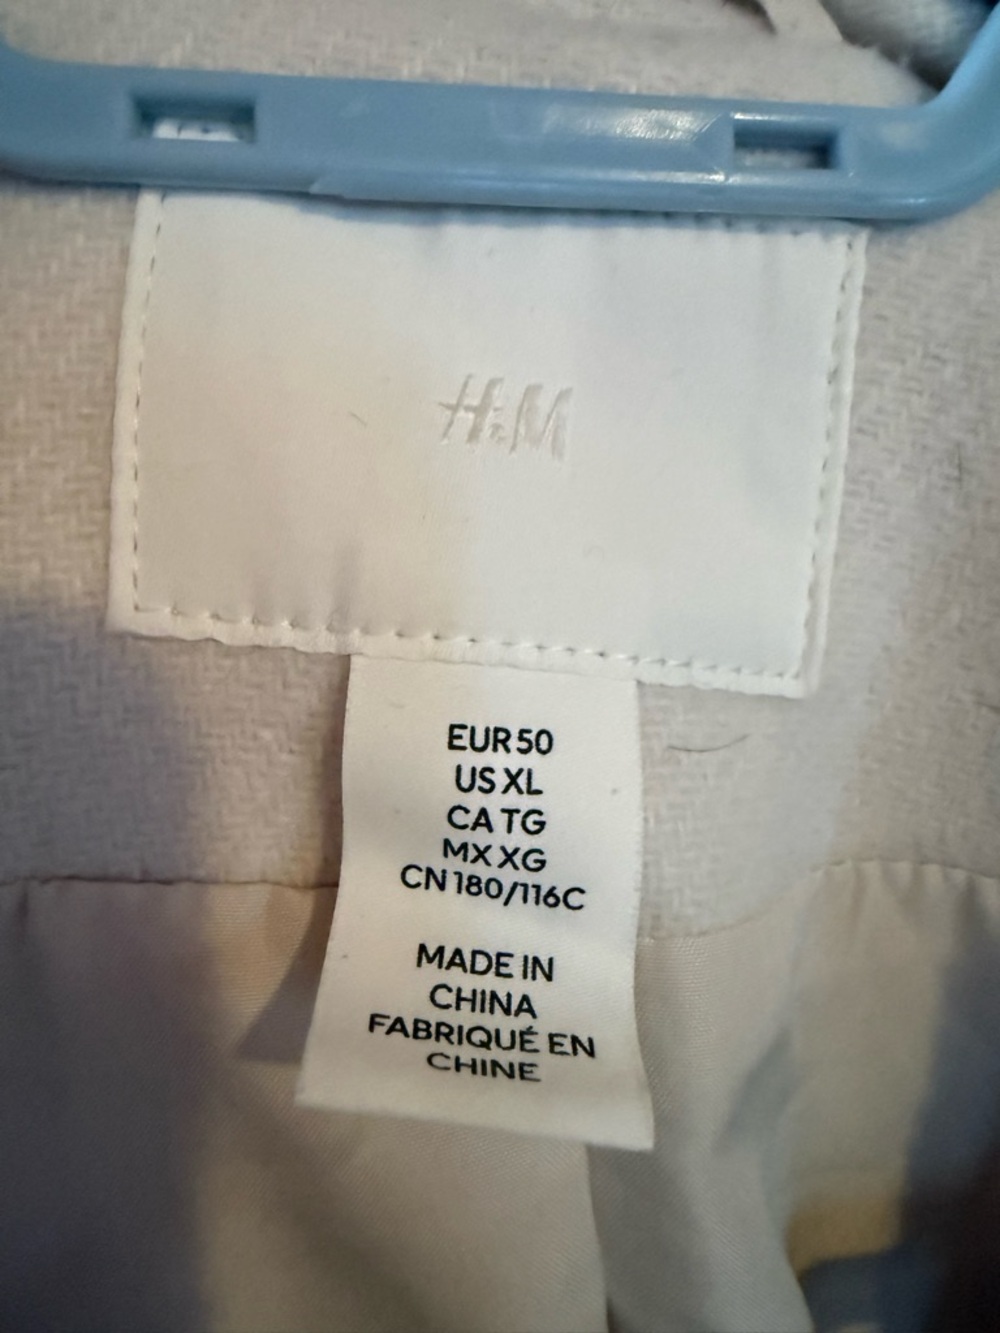 H&M
EUR 50
US XL
CA TG
MX XG
CN 180/116C
MADE IN
CHINA
FABRIQUÉ EN
CHINE